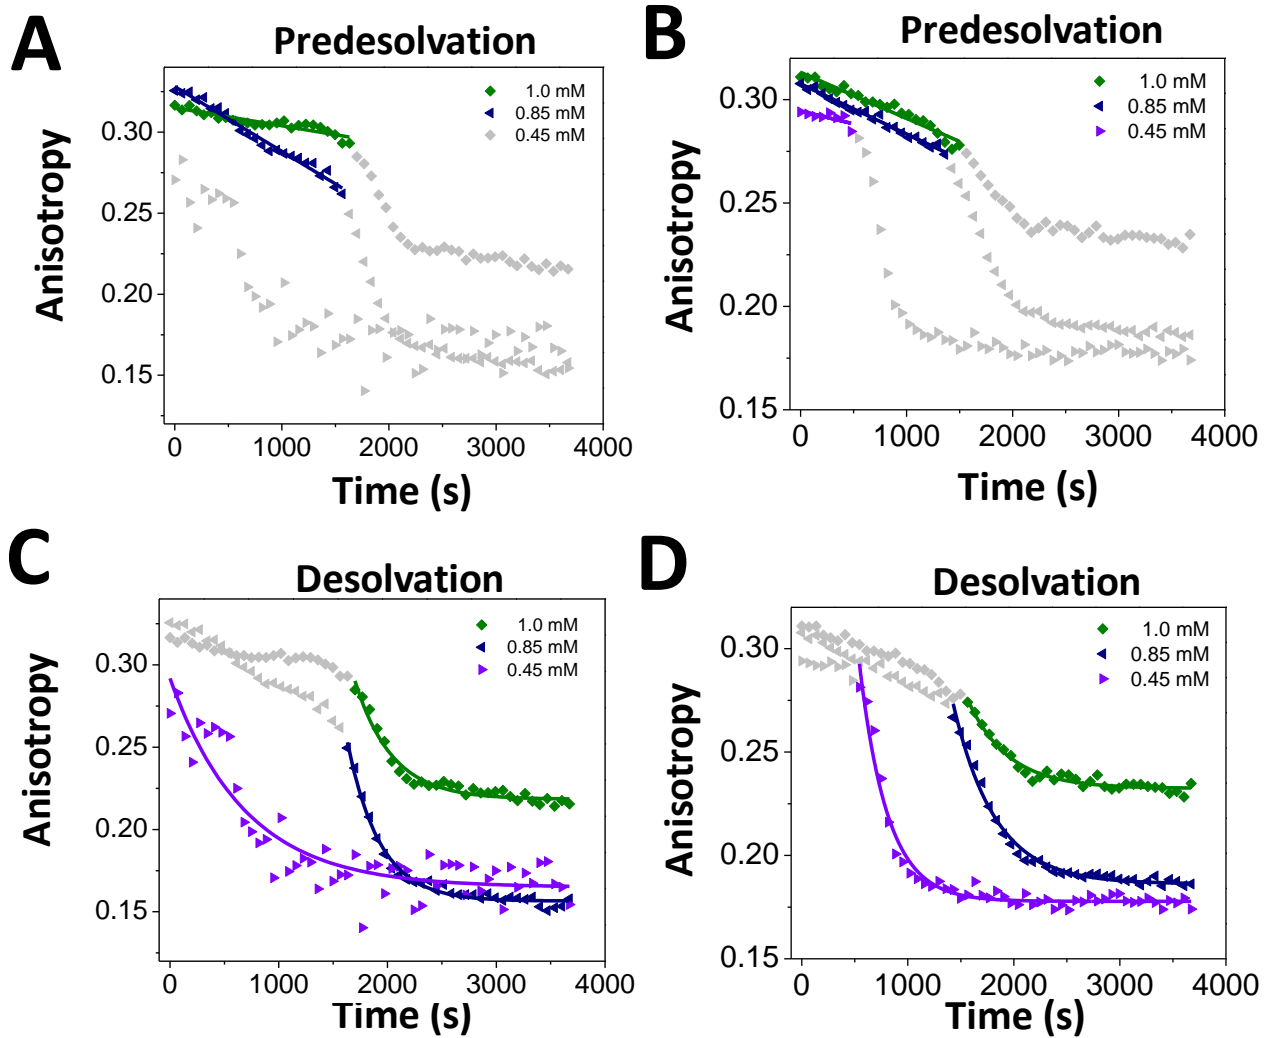 A
Predesolvation
1.0 mM
0.85 mM
0.45 mM
0.30
0.25
0.20
0.15
Anisotropy
0
1000
2000
3000
4000
Time (s)
B
Predesolvation
1.0 mM
0.85 mM
0.45 mM
0.30
0.25
0.20
0.15
Anisotropy
0
1000
2000
3000
4000
Time (s)
C
Desolvation
1.0 mM
0.85 mM
0.45 mM
0.30
0.25
0.20
0.15
Anisotropy
0
1000
2000
3000
4000
Time (s)
D
Desolvation
1.0 mM
0.85 mM
0.45 mM
0.30
0.25
0.20
0.15
Anisotropy
0
1000
2000
3000
4000
Time (s)